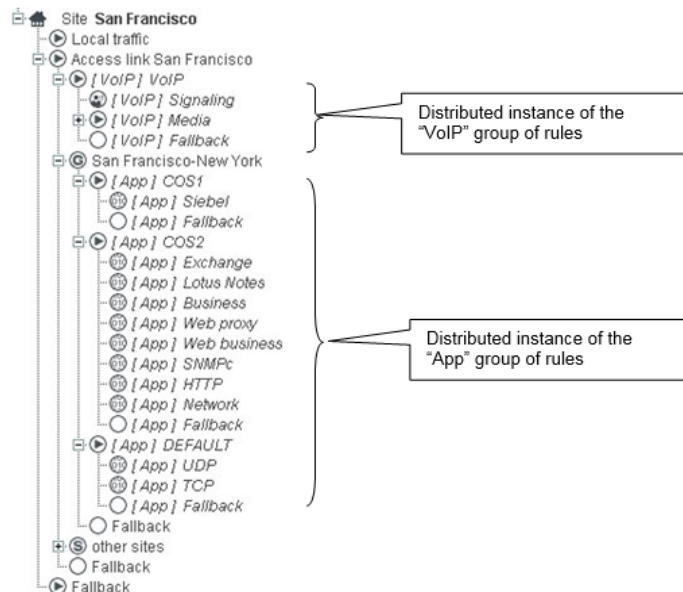 Site San Francisco
Local traffic
Access link San Francisco
[ VoIP ] VoIP
[ VoIP ] Signaling
[ VoIP ] Media
[ VoIP ] Fallback
San Francisco-New York
[ App ] COS1
[ App ] Siebel
[ App ] Fallback
[ App ] COS2
[ App ] Exchange
[ App ] Lotus Notes
[ App ] Business
[ App ] Web proxy
[ App ] Web business
[ App ] SNMPc
[ App ] HTTP
[ App ] Network
[ App ] Fallback
[ App ] DEFAULT
[ App ] UDP
[ App ] TCP
[ App ] Fallback
Fallback
other sites
Fallback
Fallback
Distributed instance of the
“VoIP” group of rules
Distributed instance of the
“App” group of rules